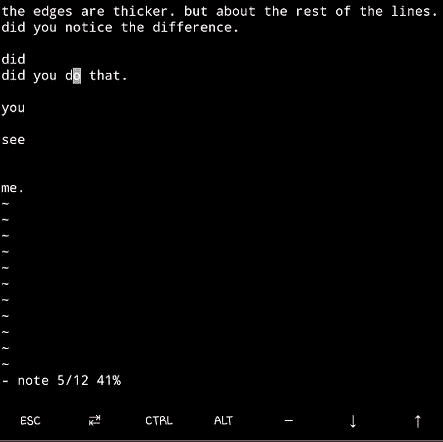 the edges are thicker. but about the rest of the lines.
did you notice the difference.

did
did you do that.

you

see


me.
~
~
~
~
~
~
~
~
~
~
~
- note 5/12 41%
ESC ⇄ CTRL ALT — ↓ ↑